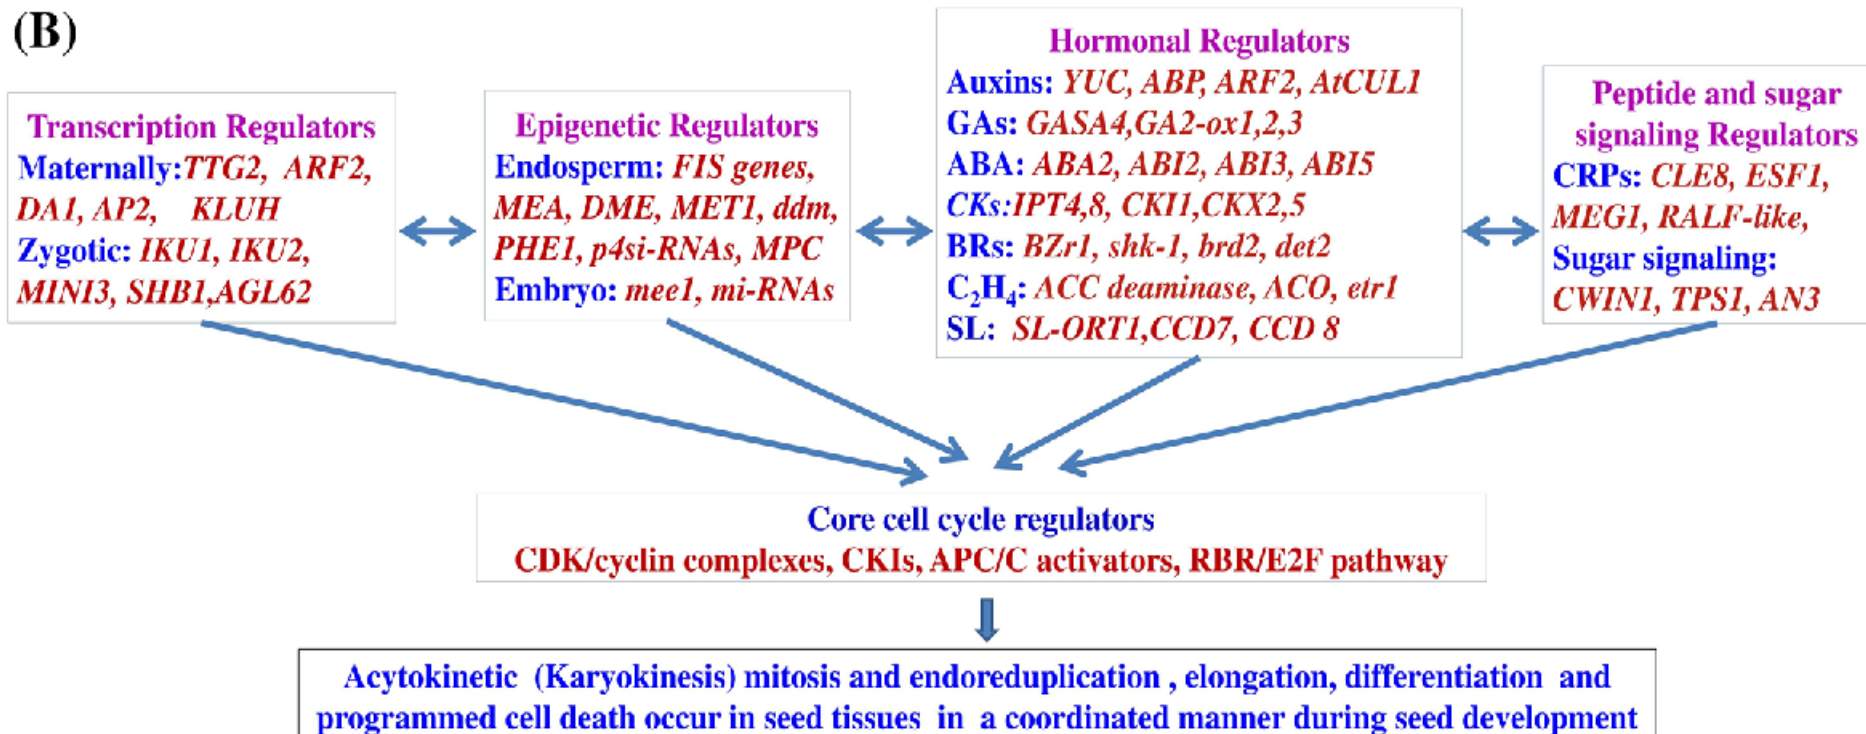 (B)
Transcription Regulators
Maternally:TTG2, ARF2,
DA1, AP2, KLUH
Zygotic: IKU1, IKU2,
MINI3, SHB1,AGL62
Epigenetic Regulators
Endosperm: FIS genes,
MEA, DME, MET1, ddm,
PHE1, p4si-RNAs, MPC
Embryo: mee1, mi-RNAs
Hormonal Regulators
Auxins: YUC, ABP, ARF2, AtCUL1
GAs: GASA4,GA2-ox1,2,3
ABA: ABA2, ABI2, ABI3, ABI5
CKs:IPT4,8, CKI1,CKX2,5
BRs: BZr1, shk-1, brd2, det2
C₂H₄: ACC deaminase, ACO, etr1
SL: SL-ORT1,CCD7, CCD 8
Peptide and sugar
signaling Regulators
CRPs: CLE8, ESF1,
MEG1, RALF-like,
Sugar signaling:
CWIN1, TPS1, AN3
Core cell cycle regulators
CDK/cyclin complexes, CKIs, APC/C activators, RBR/E2F pathway
Acytokinetic (Karyokinesis) mitosis and endoreduplication , elongation, differentiation and
programmed cell death occur in seed tissues in a coordinated manner during seed development